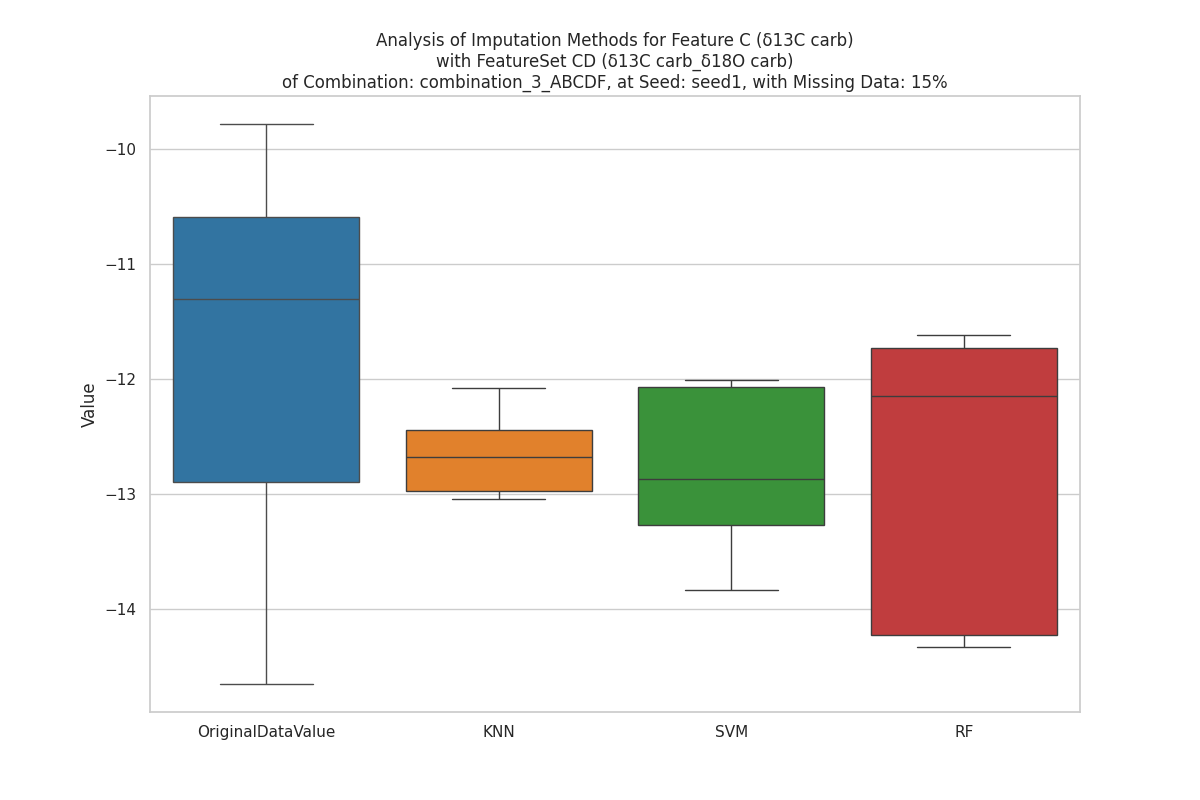 Analysis of Imputation Methods for Feature C (δ13C carb)
with FeatureSet CD (δ13C carb_δ18O carb)
of Combination: combination_3_ABCDF, at Seed: seed1, with Missing Data: 15%
Value
−10
−11
−12
−13
−14
OriginalDataValue
KNN
SVM
RF